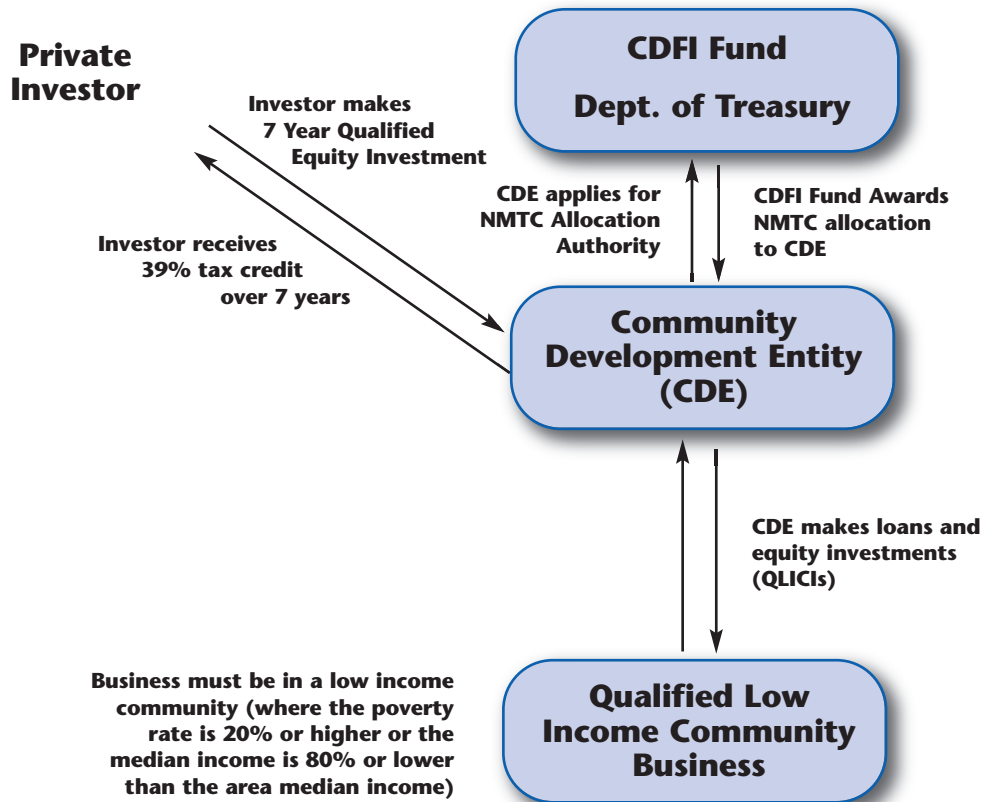 Private
Investor
CDFI Fund
Dept. of Treasury
Investor makes
7 Year Qualified
Equity Investment
CDE applies for
NMTC Allocation
Authority
CDFI Fund Awards
NMTC allocation
to CDE
Investor receives
39% tax credit
over 7 years
Community
Development Entity
(CDE)
CDE makes loans and
equity investments
(QLICIs)
Business must be in a low income
community (where the poverty
rate is 20% or higher or the
median income is 80% or lower
than the area median income)
Qualified Low
Income Community
Business